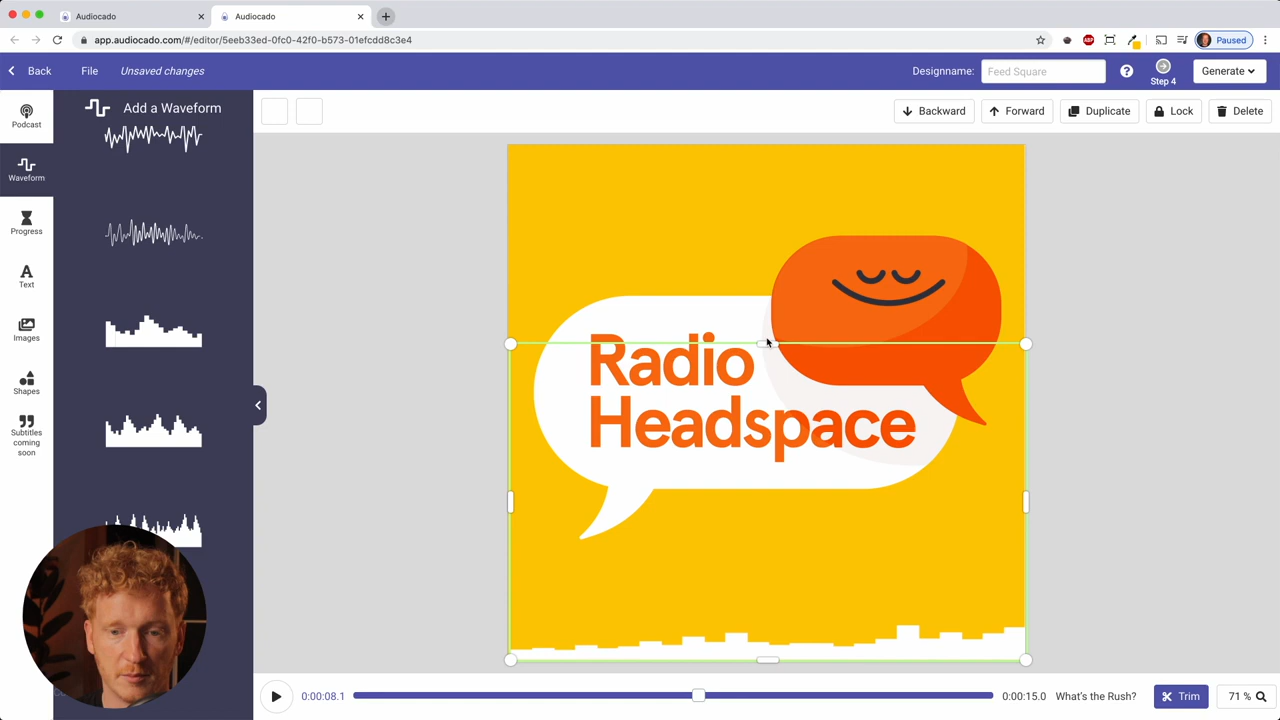 Audiocado
Audiocado
app.audiocado.com/#/editor/5eeb33ed-0fc0-42f0-b573-01efcdd8c3e4
ABP
Paused
Back
File
Unsaved changes
Designname:
Feed Square
Step 4
Generate
Podcast
Add a Waveform
Backward
Forward
Duplicate
Lock
Delete
Waveform
Progress
Text
Images
Shapes
Subtitles
coming
soon
Radio
Headspace
0:00:08.1
0:00:15.0
What's the Rush?
Trim
71 %